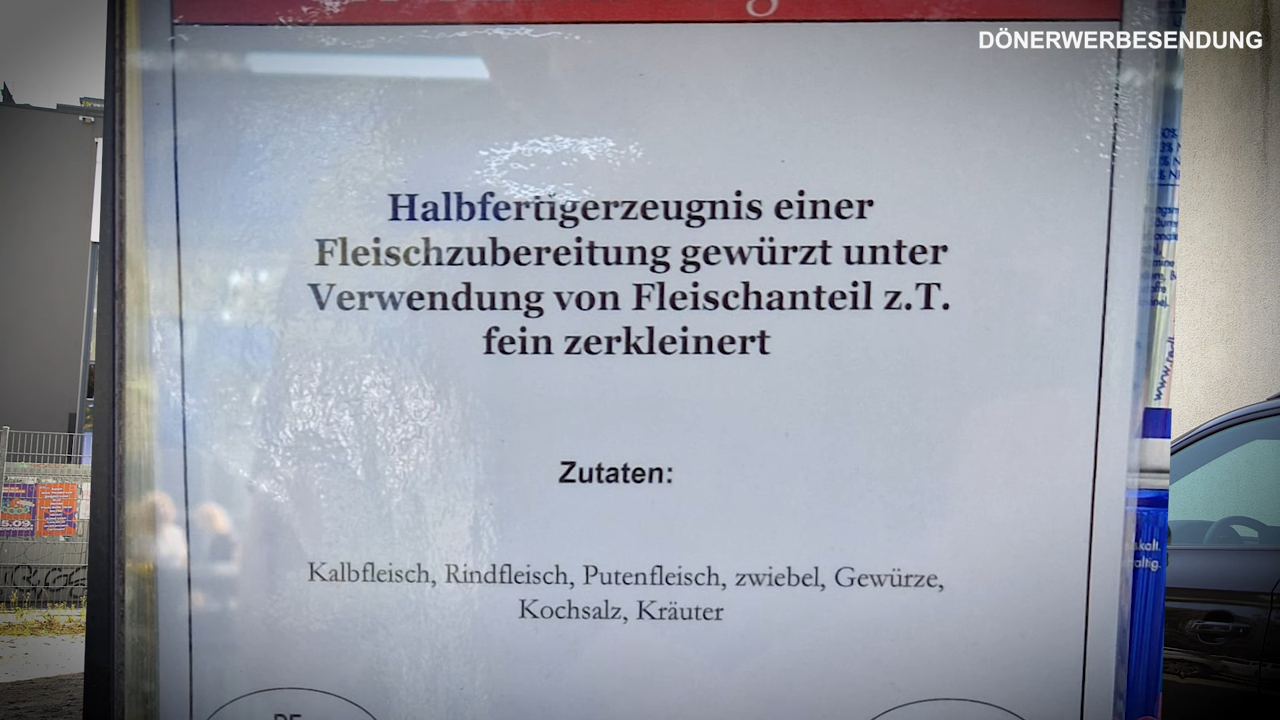 DÖNERWERBESENDUNG
Halbfertigerzeugnis einer
Fleischzubereitung gewürzt unter
Verwendung von Fleischanteil z.T.
fein zerkleinert
Zutaten:
Kalbfleisch, Rindfleisch, Putenfleisch, zwiebel, Gewürze,
Kochsalz, Kräuter